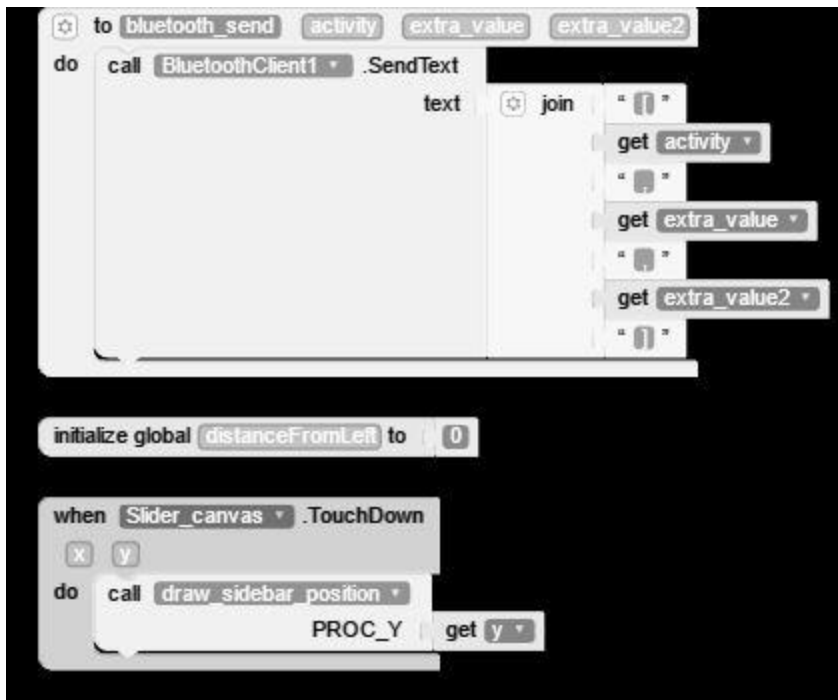 to bluetooth_send activity extra_value extra_value2
do call BluetoothClient1 .SendText
text join “[”
get activity
“,”
get extra_value
“,”
get extra_value2
“]”
initialize global distanceFromLeft to 0
when Slider_canvas .TouchDown
x y
do call draw_sidebar_position
PROC_Y get y